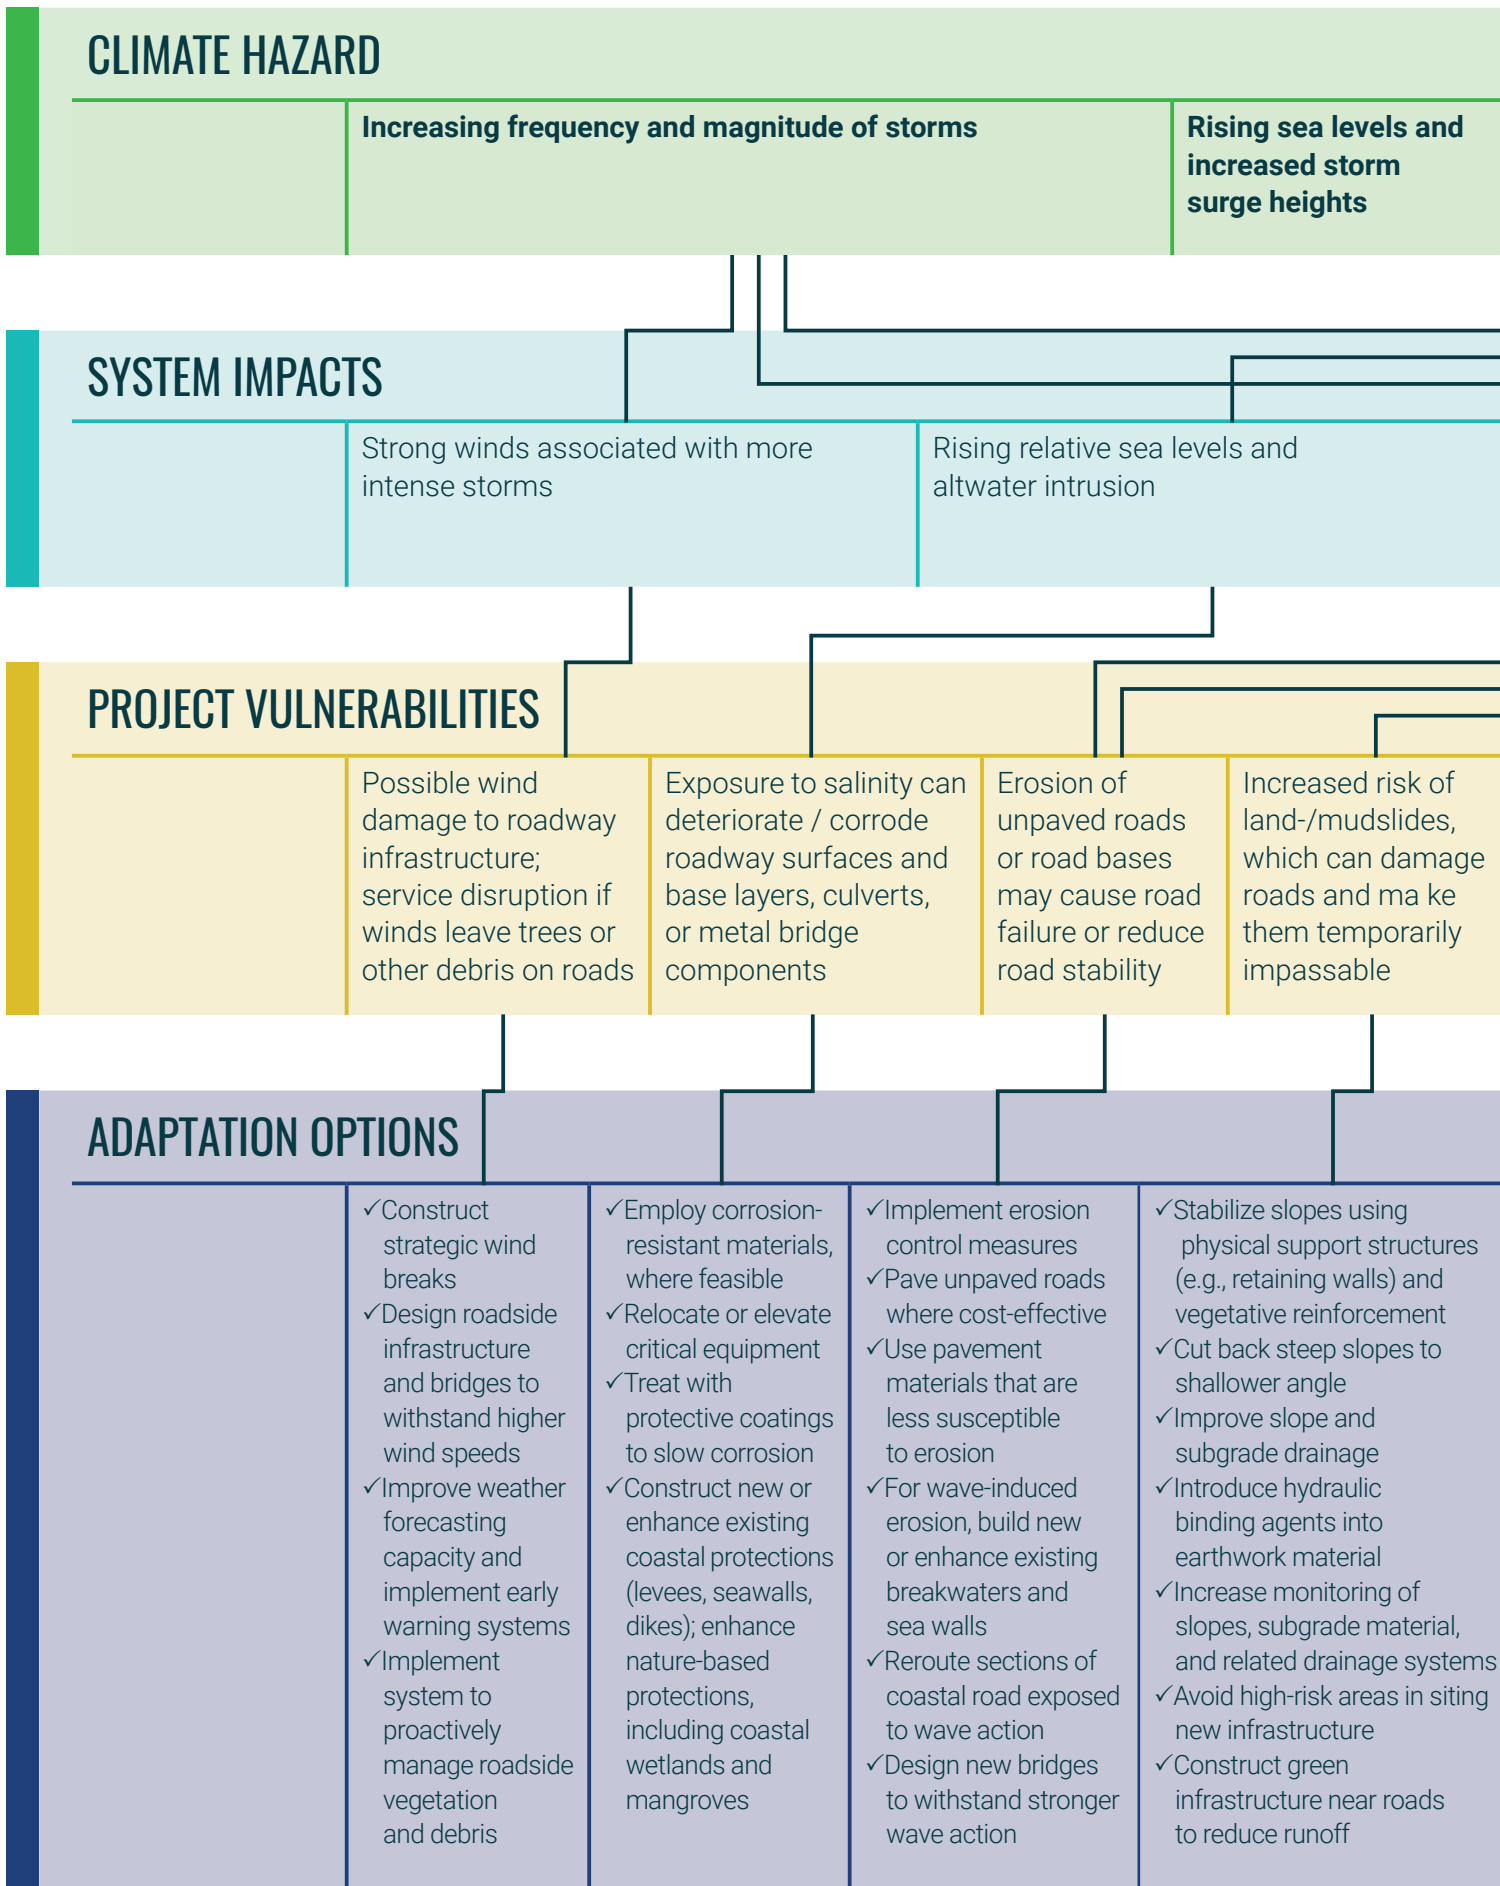 CLIMATE HAZARD
Increasing frequency and magnitude of storms
Rising sea levels and
increased storm
surge heights
SYSTEM IMPACTS
Strong winds associated with more
intense storms
Rising relative sea levels and
altwater intrusion
PROJECT VULNERABILITIES
Possible wind
damage to roadway
infrastructure;
service disruption if
winds leave trees or
other debris on roads
Exposure to salinity can
deteriorate / corrode
roadway surfaces and
base layers, culverts,
or metal bridge
components
Erosion of
unpaved roads
or road bases
may cause road
failure or reduce
road stability
Increased risk of
land-/mudslides,
which can damage
roads and ma ke
them temporarily
impassable
ADAPTATION OPTIONS
✓Construct
strategic wind
breaks
✓Design roadside
infrastructure
and bridges to
withstand higher
wind speeds
✓Improve weather
forecasting
capacity and
implement early
warning systems
✓Implement
system to
proactively
manage roadside
vegetation
and debris
✓Employ corrosion-
resistant materials,
where feasible
✓Relocate or elevate
critical equipment
✓Treat with
protective coatings
to slow corrosion
✓Construct new or
enhance existing
coastal protections
(levees, seawalls,
dikes); enhance
nature-based
protections,
including coastal
wetlands and
mangroves
✓Implement erosion
control measures
✓Pave unpaved roads
where cost-effective
✓Use pavement
materials that are
less susceptible
to erosion
✓For wave-induced
erosion, build new
or enhance existing
breakwaters and
sea walls
✓Reroute sections of
coastal road exposed
to wave action
✓Design new bridges
to withstand stronger
wave action
✓Stabilize slopes using
physical support structures
(e.g., retaining walls) and
vegetative reinforcement
✓Cut back steep slopes to
shallower angle
✓Improve slope and
subgrade drainage
✓Introduce hydraulic
binding agents into
earthwork material
✓Increase monitoring of
slopes, subgrade material,
and related drainage systems
✓Avoid high-risk areas in siting
new infrastructure
✓Construct green
infrastructure near roads
to reduce runoff